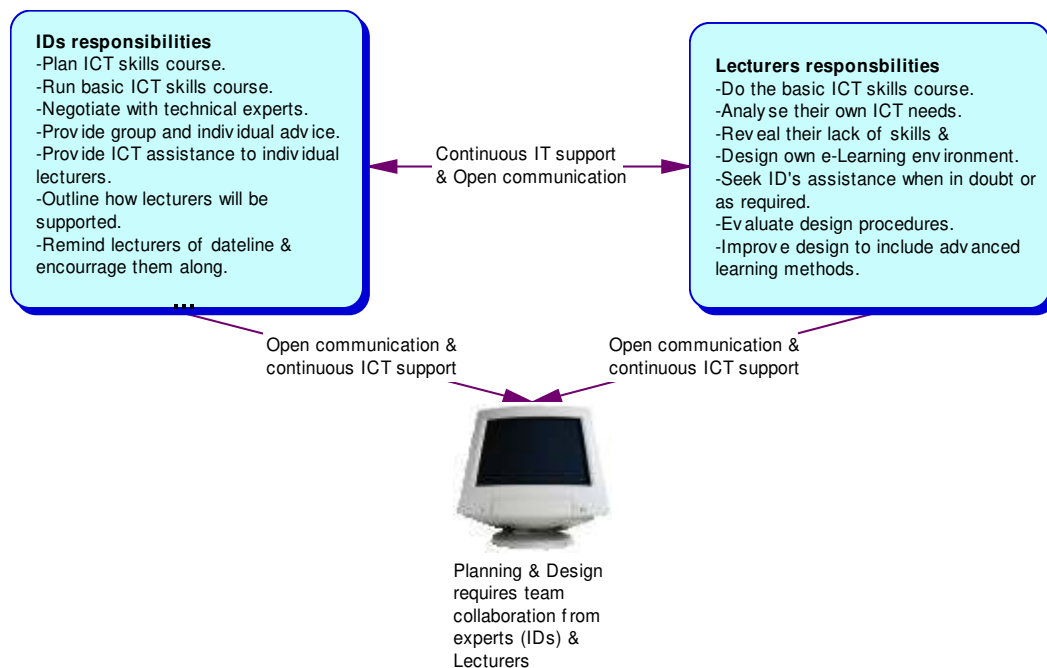 IDs responsibilities
-Plan ICT skills course.
-Run basic ICT skills course.
-Negotiate with technical experts.
-Provide group and individual advice.
-Provide ICT assistance to individual
lecturers.
-Outline how lecturers will be
supported.
-Remind lecturers of dateline &
encourage them along.
...
Lecturers responsbilities
-Do the basic ICT skills course.
-Analyse their own ICT needs.
-Reveal their lack of skills &
-Design own e-Learning environment.
-Seek ID's assistance when in doubt or
as required.
-Evaluate design procedures.
-Improve design to include advanced
learning methods.
Continuous IT support
& Open communication
Open communication &
continuous ICT support
Open communication &
continuous ICT support
Planning & Design
requires team
collaboration from
experts (IDs) &
Lecturers